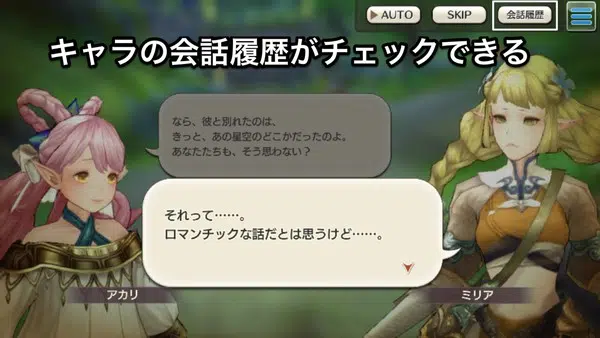 AUTO
SKIP
会話履歴
キャラの会話履歴がチェックできる
なら、彼と別れたのは、
きっと、あの星空のどこかだったのよ。
あなたたちも、そう思わない？
それって……。
ロマンチックな話だとは思うけど……。
アカリ
ミリア